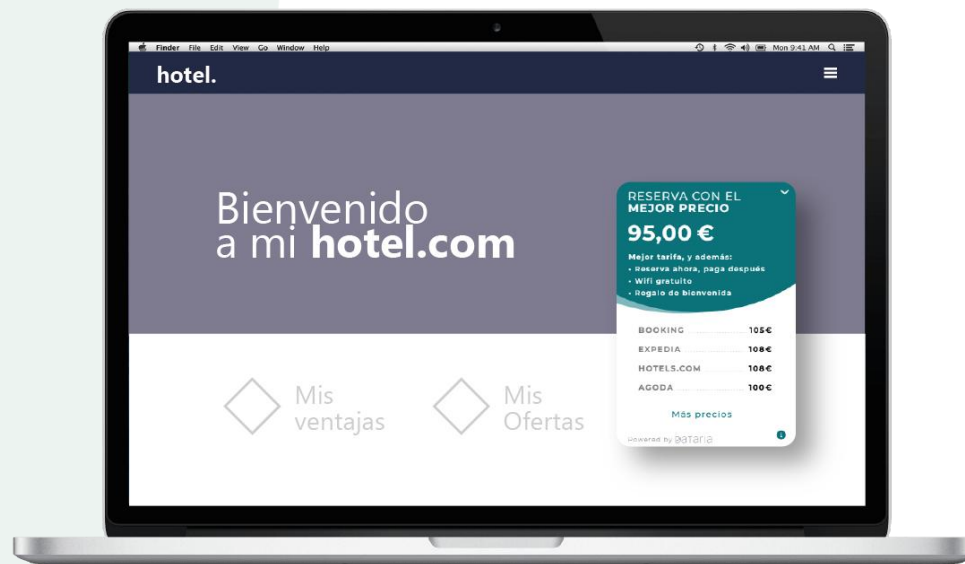 Finder File Edit View Go Window Help
Mon 9:41 AM
hotel.
Bienvenido
a mi hotel.com
RESERVA CON EL
MEJOR PRECIO
95,00 €
Mejor tarifa, y además:
• Reserva ahora, paga después
• Wifi gratuito
• Regalo de bienvenida
BOOKING 105€
EXPEDIA 108€
HOTELS.COM 108€
AGODA 100€
Más precios
Powered by
Mis
ventajas
Mis
Ofertas